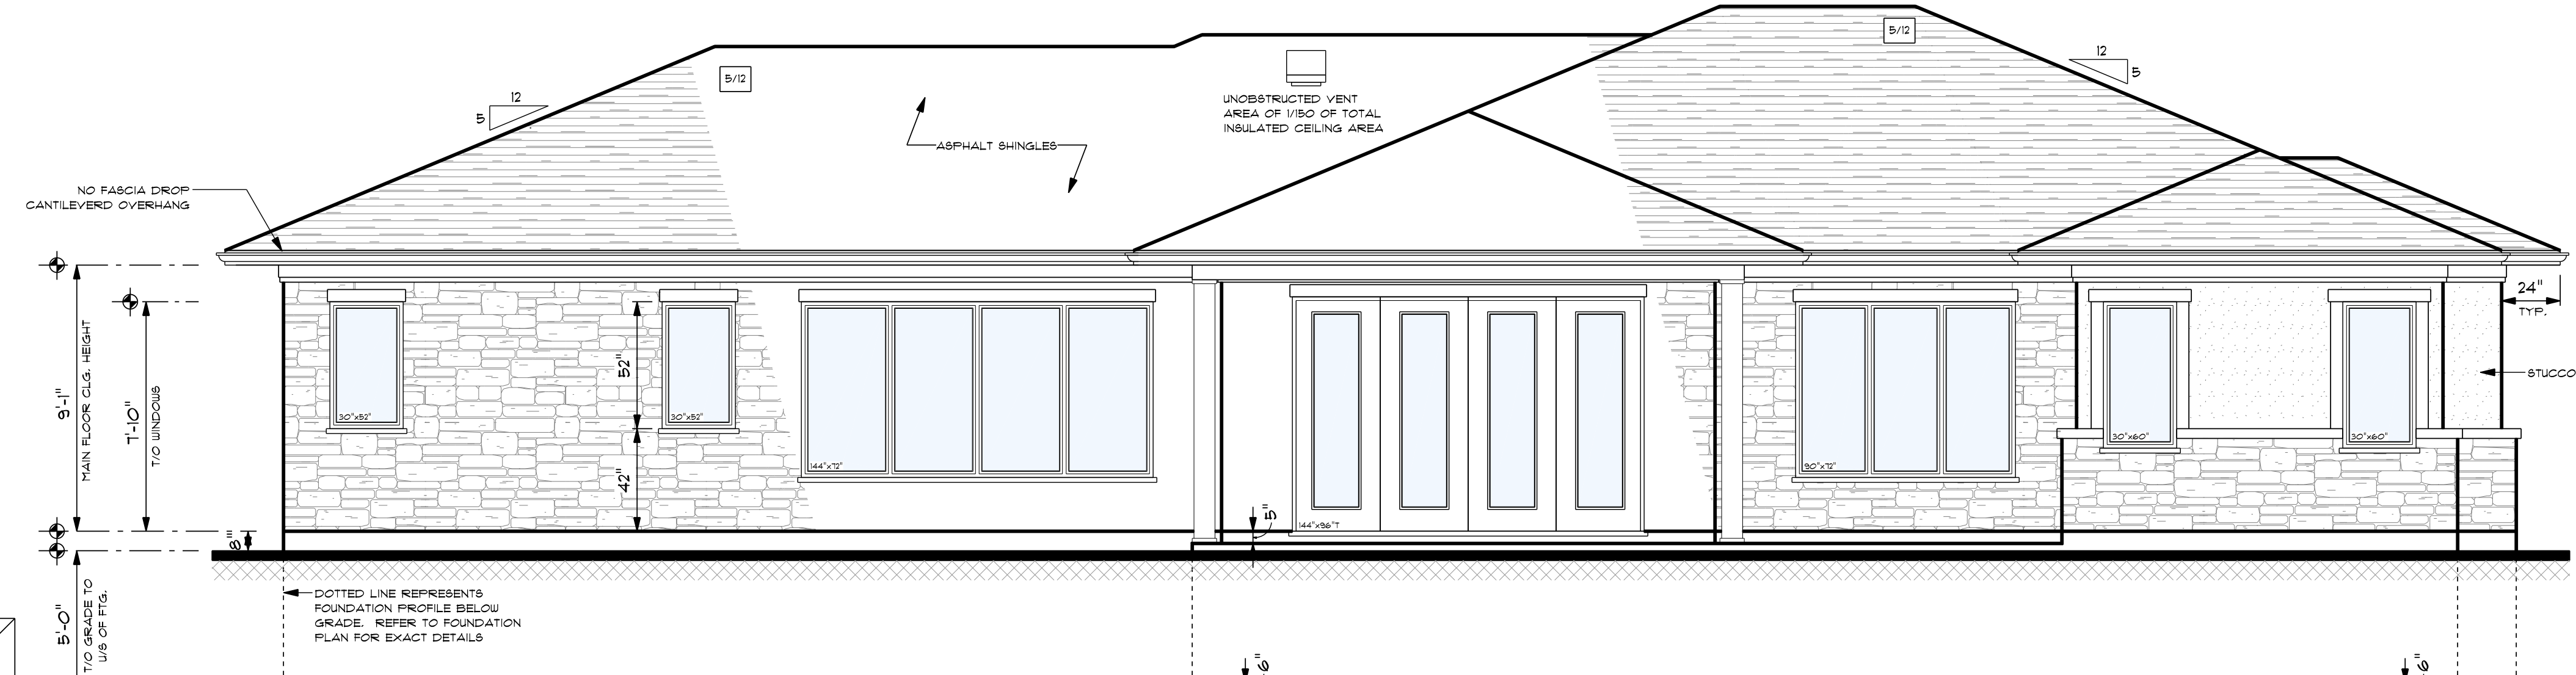 5/12
5/12
12
5
12
5
UNOBSTRUCTED VENT
AREA OF 1/150 OF TOTAL
INSULATED CEILING AREA
ASPHALT SHINGLES
NO FASCIA DROP
CANTILEVERD OVERHANG
24"
TYP.
STUCCO
9'-1"
MAIN FLOOR CLG. HEIGHT
7'-10"
T/O WINDOWS
52"
42"
30"x52"
30"x52"
144"x72"
144"x96"T
90"x72"
30"x60"
30"x60"
8"
5"
5'-0"
T/O GRADE TO
U/S OF FTG.
DOTTED LINE REPRESENTS
FOUNDATION PROFILE BELOW
GRADE. REFER TO FOUNDATION
PLAN FOR EXACT DETAILS
6"
6"